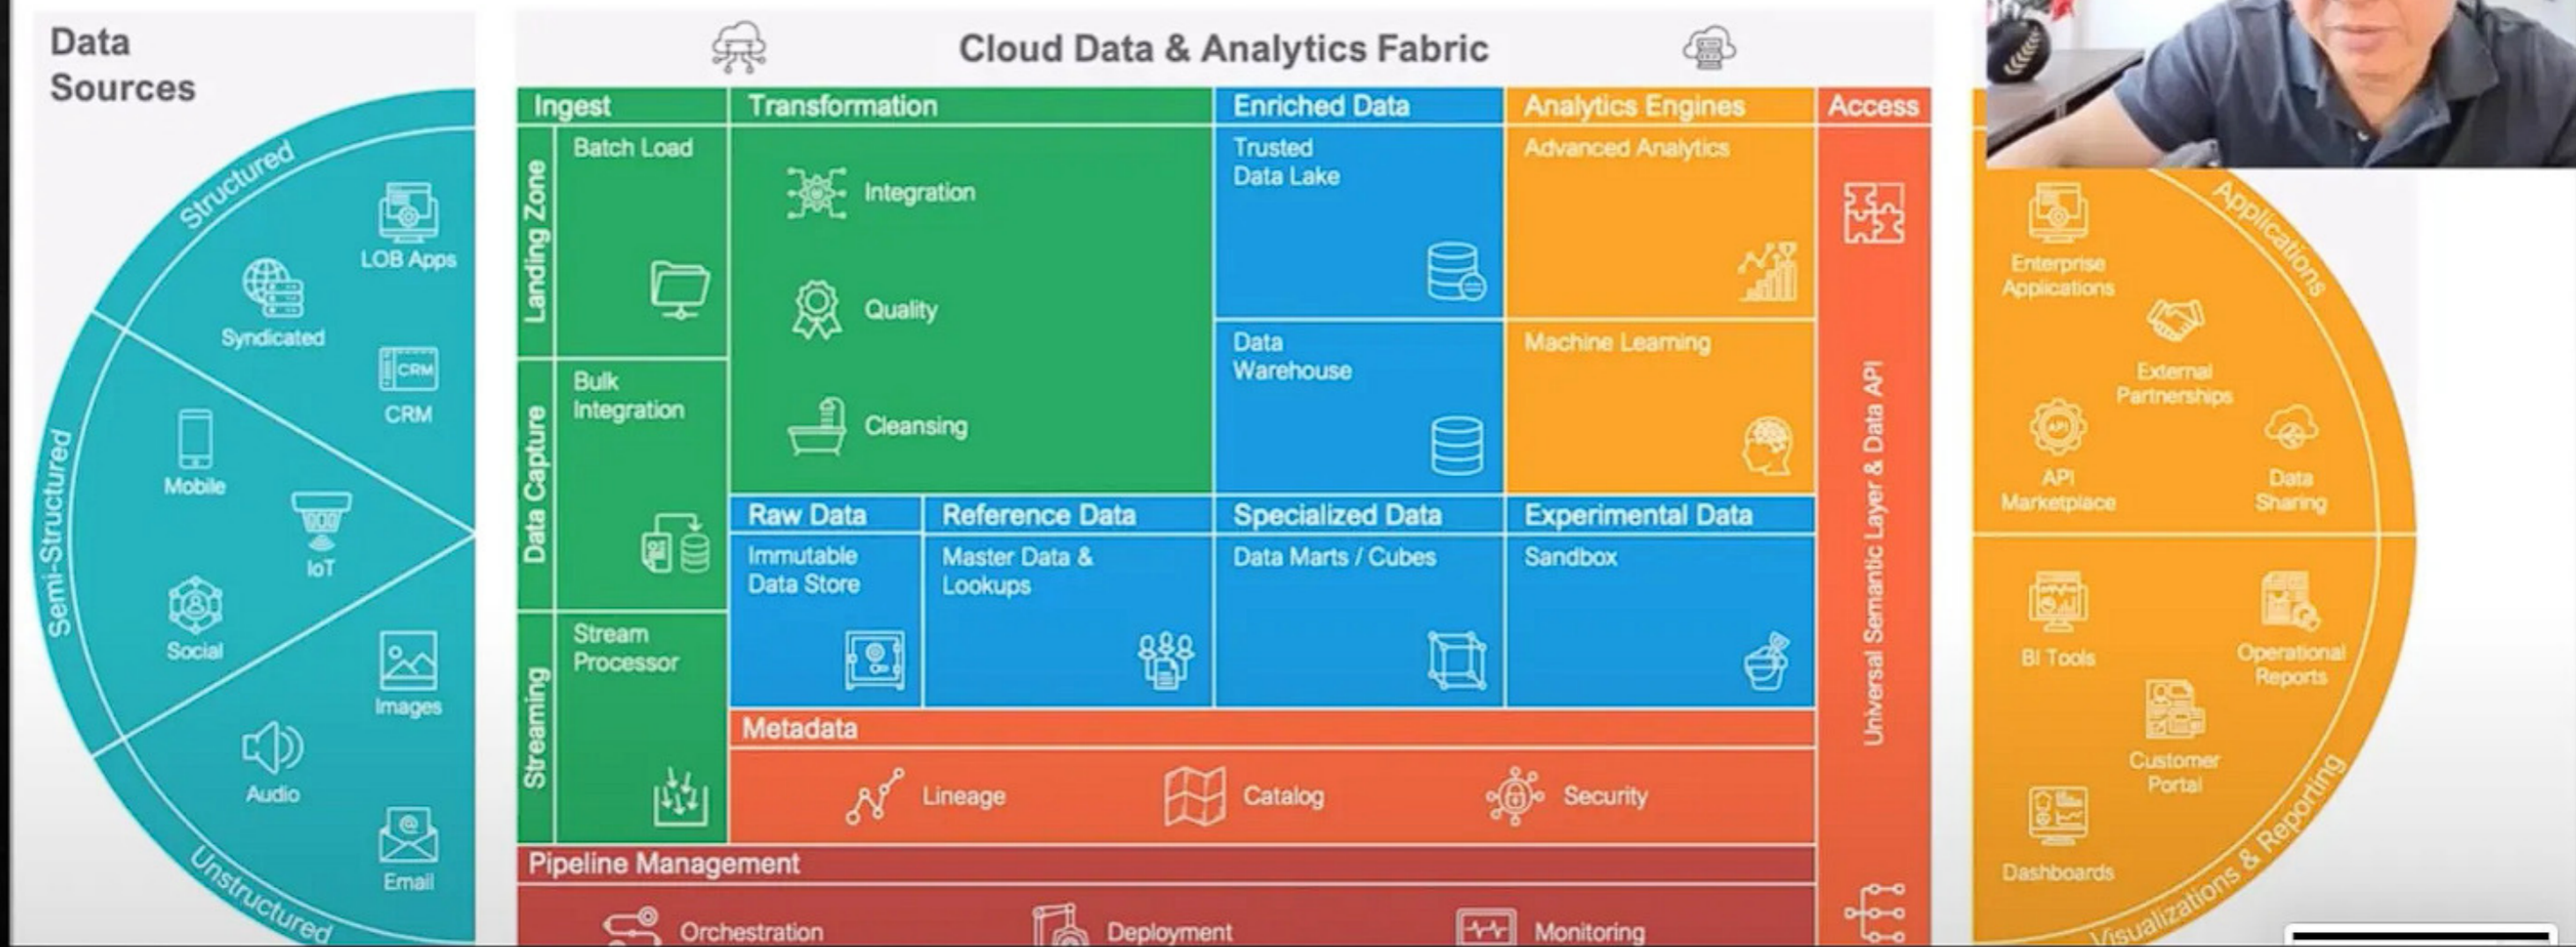 Data
Sources
Structured
LOB Apps
Syndicated
CRM
CRM
Semi-Structured
Mobile
IoT
Social
Images
Audio
@
Email
Unstructured
Cloud Data & Analytics Fabric
Ingest
Transformation
Enriched Data
Analytics Engines
Access
Landing Zone
Batch Load
Integration
Quality
Cleansing
Trusted
Data Lake
Advanced Analytics
Data
Warehouse
Machine Learning
Data Capture
Bulk
Integration
Raw Data
Reference Data
Specialized Data
Experimental Data
Immutable
Data Store
Master Data &
Lookups
Data Marts / Cubes
Sandbox
Streaming
Stream
Processor
Metadata
Lineage
Catalog
Security
Pipeline Management
Orchestration
Deployment
Monitoring
Universal Semantic Layer & Data API
Applications
Enterprise
Applications
External
Partnerships
API
API
Marketplace
Data
Sharing
BI Tools
Operational
Reports
Customer
Portal
Dashboards
Visualizations & Reporting